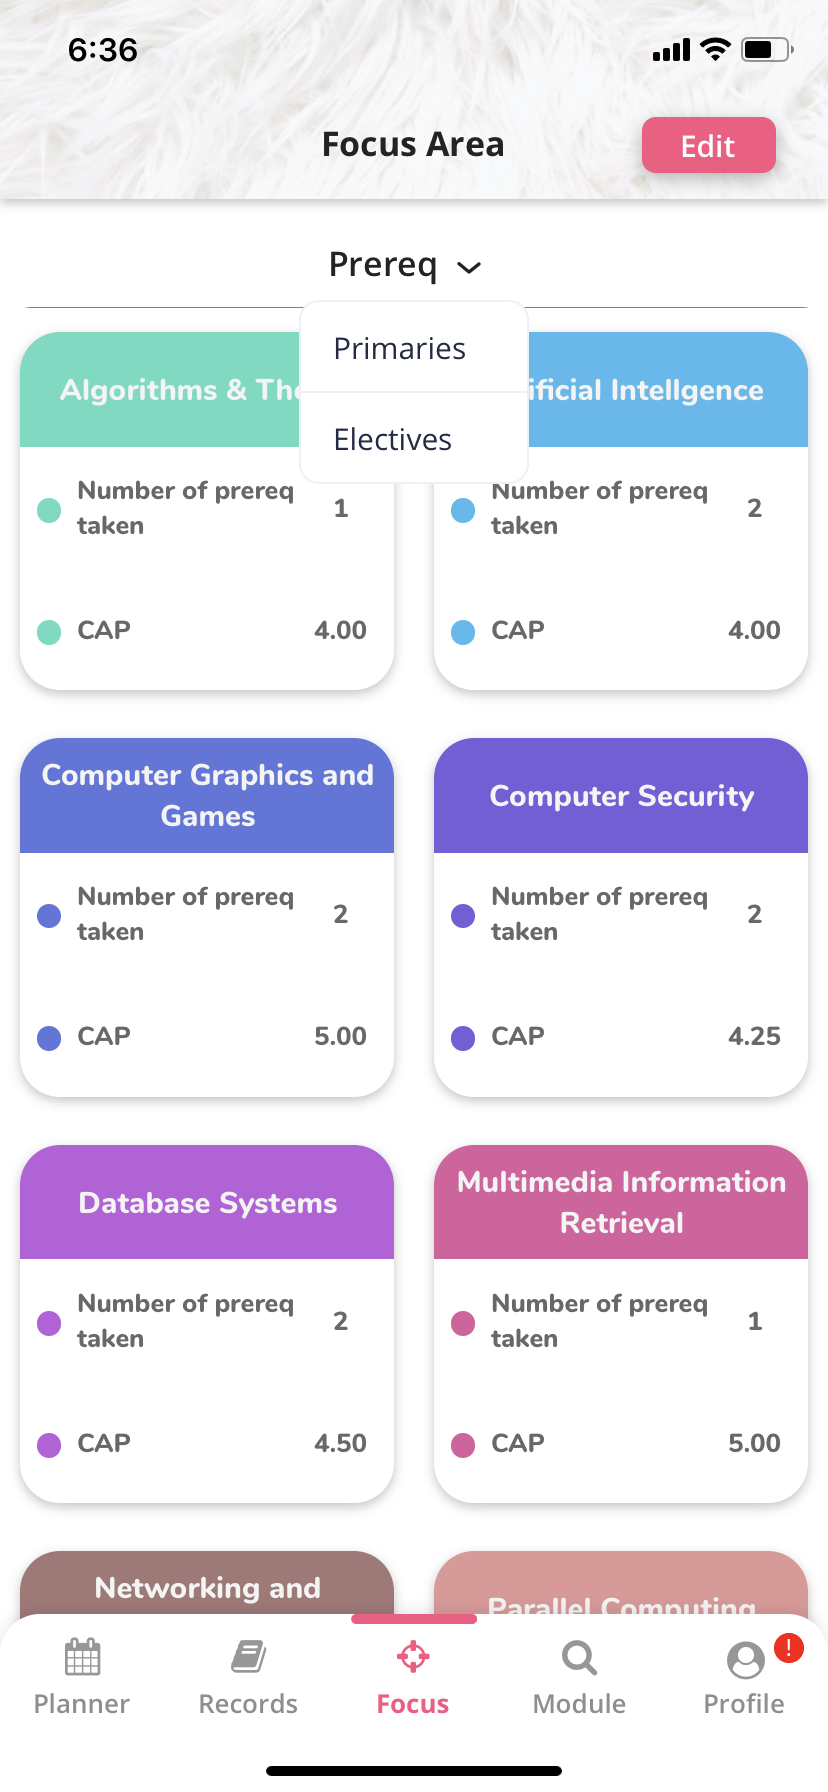 6:36
Focus Area
Edit
Prereq
Primaries
Electives
Algorithms & The
ificial Intellgence
Number of prereq
taken
1
CAP
4.00
Number of prereq
taken
2
CAP
4.00
Computer Graphics and
Games
Number of prereq
taken
2
CAP
5.00
Computer Security
Number of prereq
taken
2
CAP
4.25
Database Systems
Number of prereq
taken
2
CAP
4.50
Multimedia Information
Retrieval
Number of prereq
taken
1
CAP
5.00
Networking and
Parallel Computing
Planner
Records
Focus
Module
Profile
!